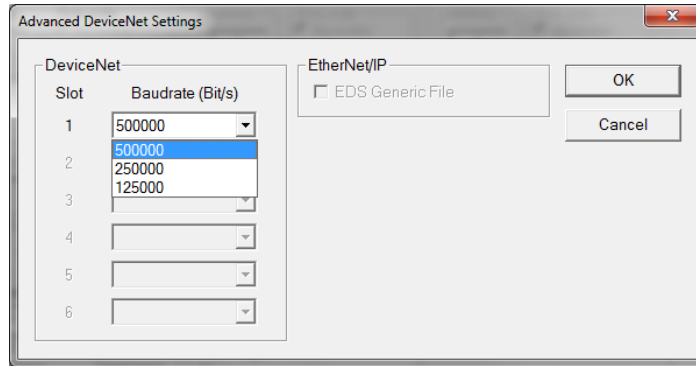 Advanced DeviceNet Settings
DeviceNet
Slot Baudrate (Bit/s)
1 500000
500000
2 250000
125000
3
4
5
6
EtherNet/IP
EDS Generic File
OK
Cancel